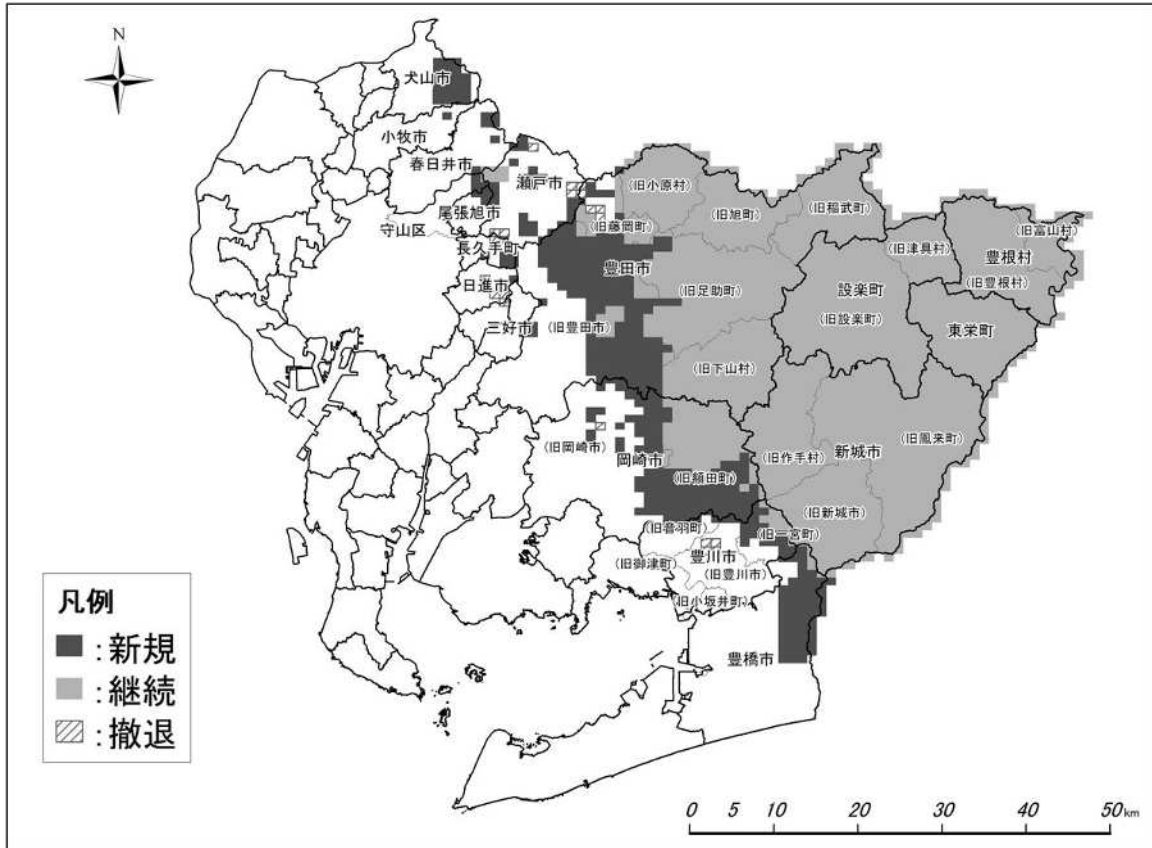 N
犬山市
小牧市
春日井市
瀬戸市
尾張旭市
守山区
長久手町
日進市
三好市
(旧小原村)
(旧旭町)
(旧稲武町)
(旧藤岡町)
豊田市
(旧足助町)
(旧豊田市)
(旧下山村)
(旧津具村)
(旧富山村)
豊根村
(旧豊根村)
設楽町
(旧設楽町)
東栄町
(旧岡崎市)
岡崎市
(旧額田町)
(旧作手村)
新城市
(旧鳳来町)
(旧新城市)
(旧音羽町)
(旧一宮町)
豊川市
(旧御津町)
(旧豊川市)
(旧小坂井町)
豊橋市
凡例
:新規
:継続
:撤退
0 5 10 20 30 40 50 km